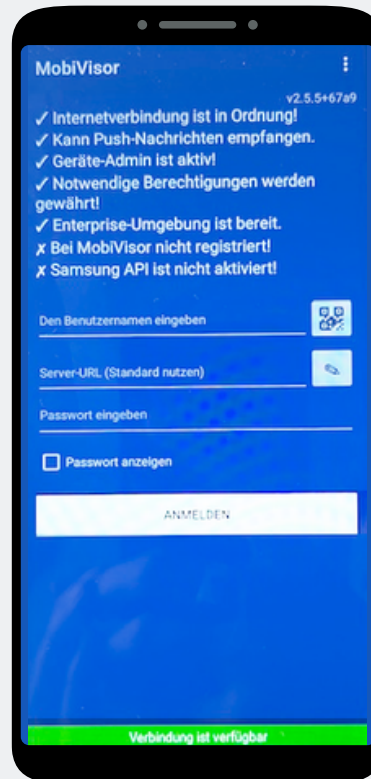 MobiVisor
v2.5.5+67a9
✓ Internetverbindung ist in Ordnung!
✓ Kann Push-Nachrichten empfangen.
✓ Geräte-Admin ist aktiv!
✓ Notwendige Berechtigungen werden
gewährt!
✓ Enterprise-Umgebung ist bereit.
✗ Bei MobiVisor nicht registriert!
✗ Samsung API ist nicht aktiviert!
Den Benutzernamen eingeben
Server-URL (Standard nutzen)
Passwort eingeben
Passwort anzeigen
ANMELDEN
Verbindung ist verfügbar